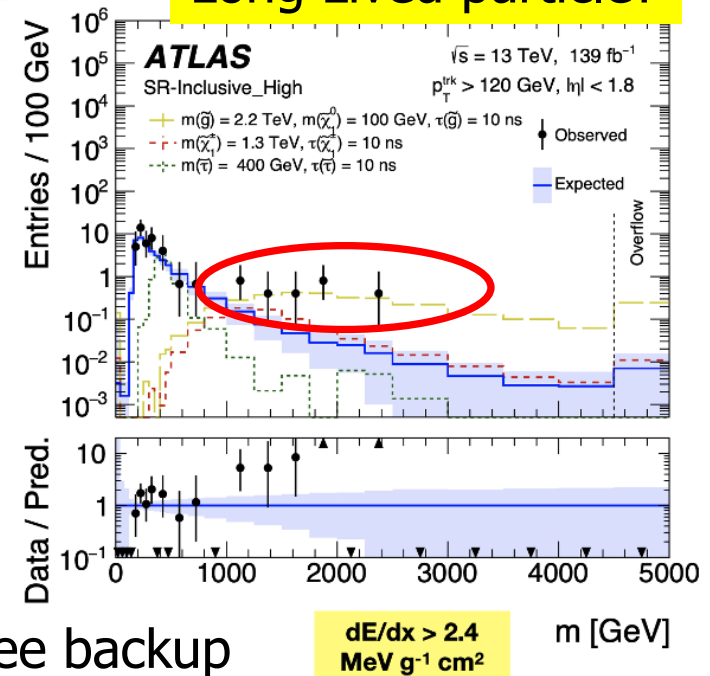 Long Lived particle?
ATLAS
√s = 13 TeV, 139 fb⁻¹
SR-Inclusive_High
p_T^trk > 120 GeV, |η| < 1.8
m(g̃) = 2.2 TeV, m(χ̃₁⁰) = 100 GeV, τ(g̃) = 10 ns
m(χ̃₁±) = 1.3 TeV, τ(χ̃₁±) = 10 ns
m(τ̃) = 400 GeV, τ(τ̃) = 10 ns
Observed
Expected
Overflow
Entries / 100 GeV
10⁶
10⁵
10⁴
10³
10²
10
1
10⁻¹
10⁻²
10⁻³
Data / Pred.
10
1
10⁻¹
0
1000
2000
3000
4000
5000
m [GeV]
ee backup
dE/dx > 2.4
MeV g⁻¹ cm²